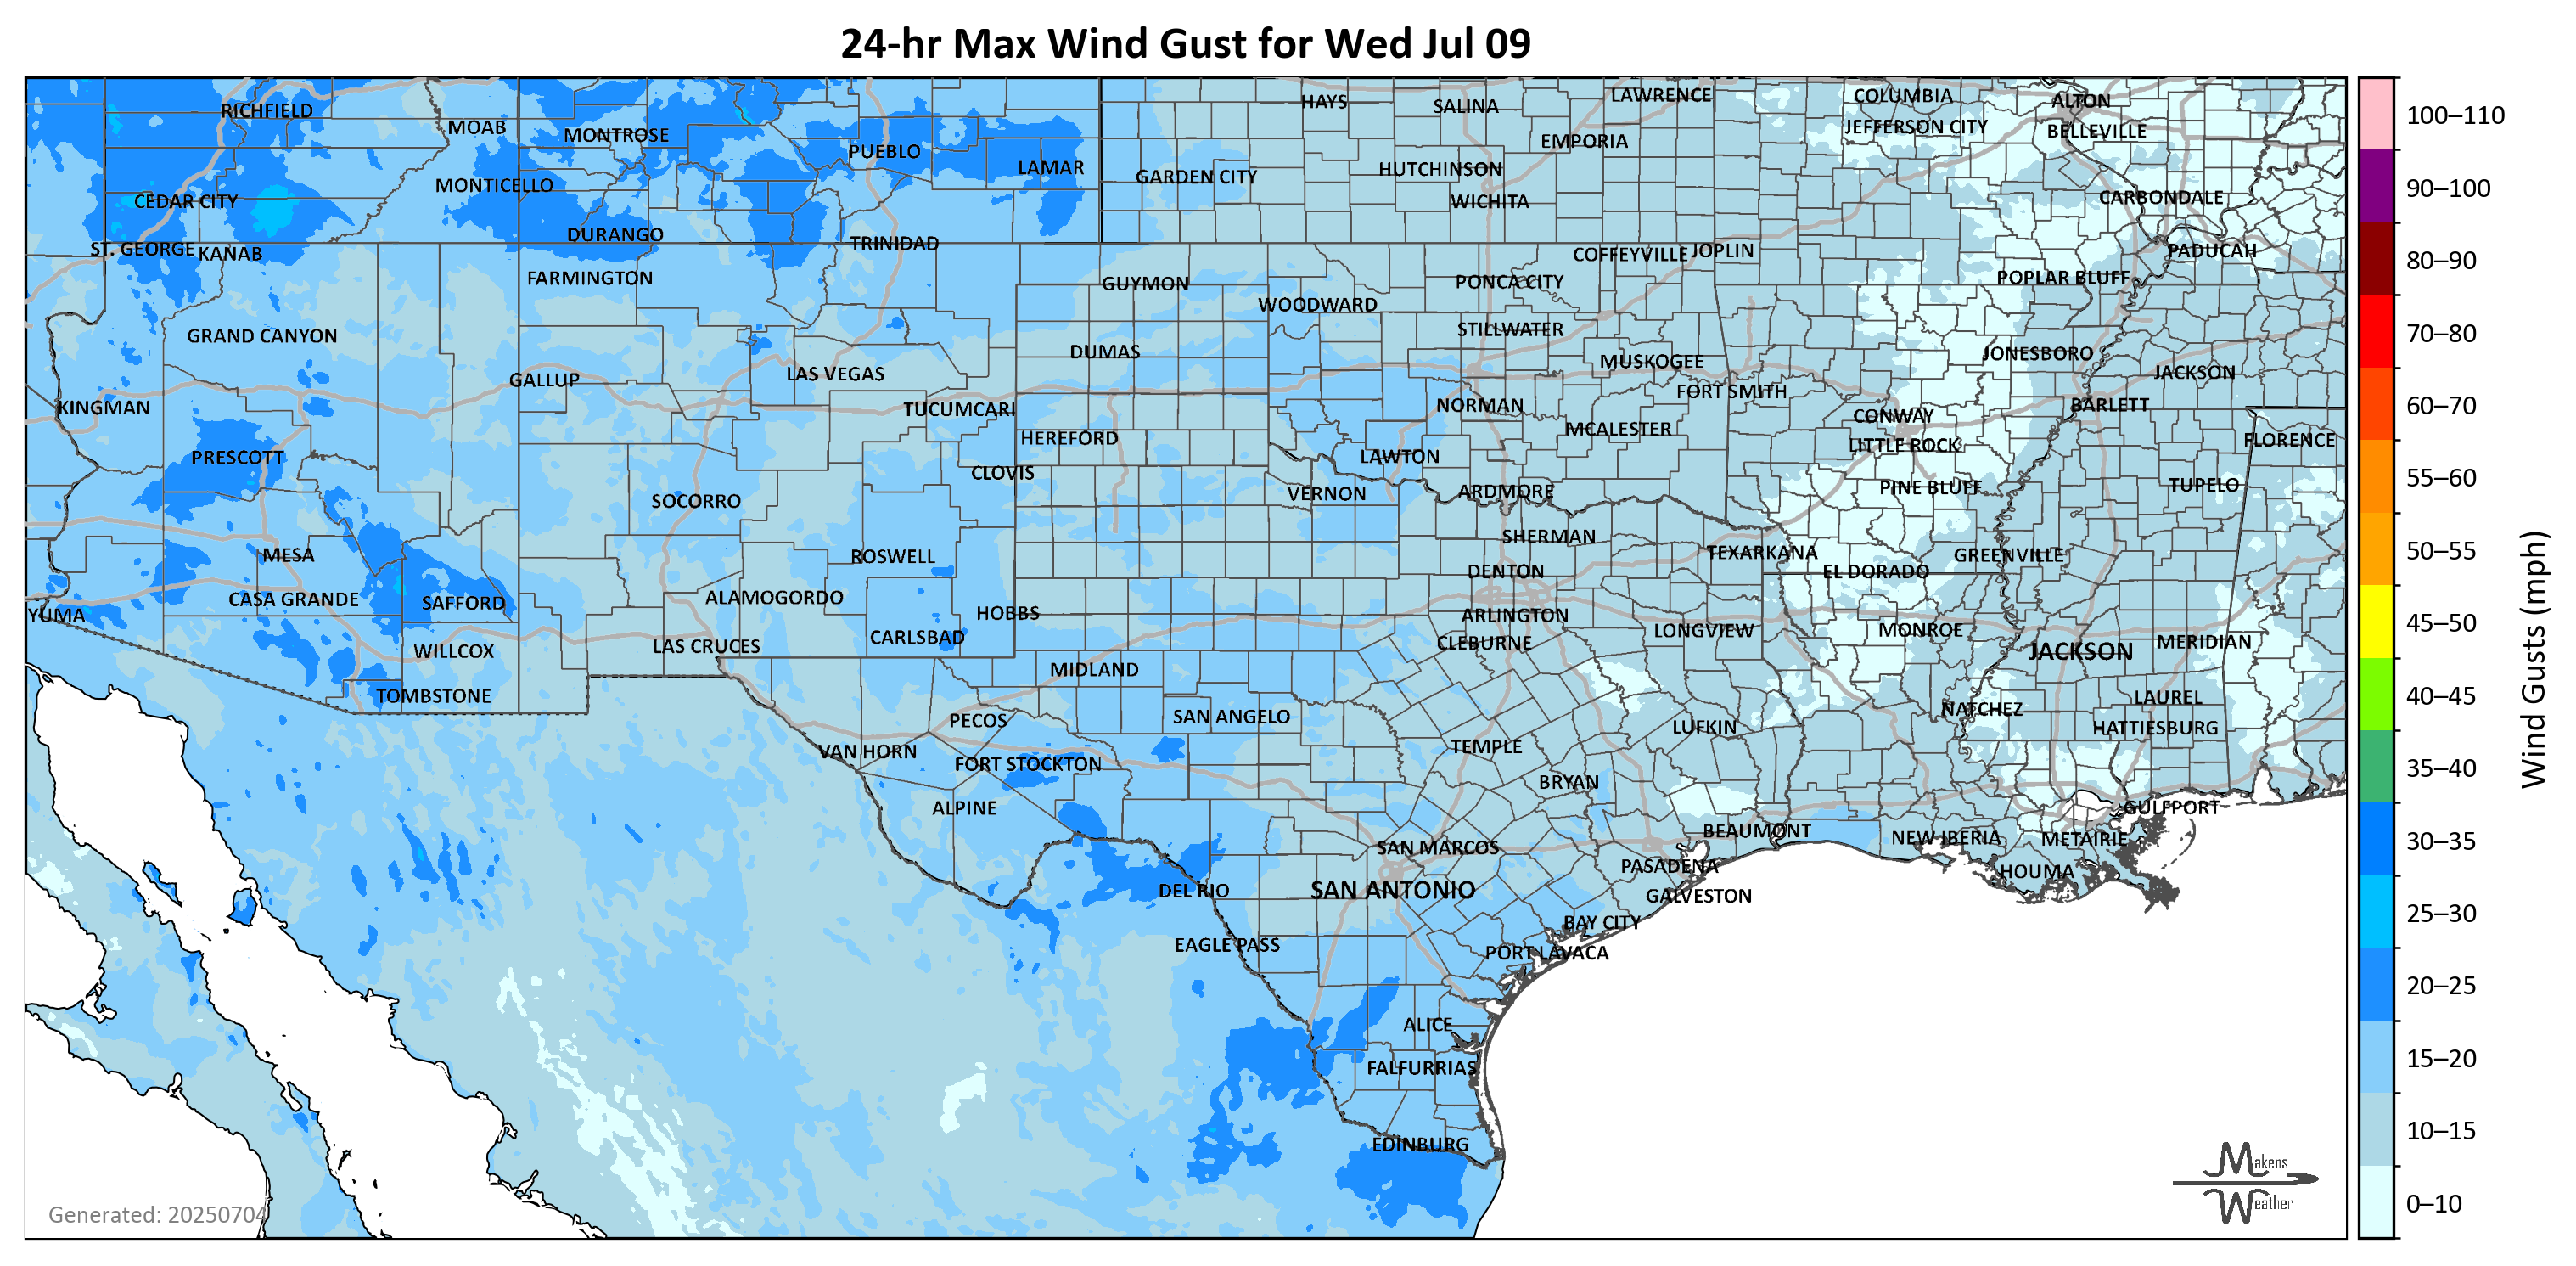 24-hr Max Wind Gust for Wed Jul 09
RICHFIELD
MOAB
MONTROSE
PUEBLO
LAMAR
HAYS
SALINA
LAWRENCE
EMPORIA
COLUMBIA
JEFFERSON CITY
ALTON
BELLEVILLE
GARDEN CITY
HUTCHINSON
WICHITA
CARBONDALE
CEDAR CITY
MONTICELLO
DURANGO
TRINIDAD
ST. GEORGE
KANAB
FARMINGTON
GUYMON
WOODWARD
PONCA CITY
COFFEYVILLE
JOPLIN
POPLAR BLUFF
PADUCAH
GRAND CANYON
DUMAS
STILLWATER
MUSKOGEE
JONESBORO
JACKSON
GALLUP
LAS VEGAS
FORT SMITH
KINGMAN
TUCUMCARI
NORMAN
CONWAY
BARLETT
HEREFORD
MCALESTER
LITTLE ROCK
FLORENCE
PRESCOTT
CLOVIS
LAWTON
SOCORRO
VERNON
ARDMORE
PINE BLUFF
TUPELO
MESA
ROSWELL
SHERMAN
TEXARKANA
GREENVILLE
DENTON
EL DORADO
CASA GRANDE
SAFFORD
ALAMOGORDO
HOBBS
ARLINGTON
YUMA
WILLCOX
LAS CRUCES
CARLSBAD
CLEBURNE
LONGVIEW
MONROE
JACKSON
MERIDIAN
MIDLAND
TOMBSTONE
PECOS
SAN ANGELO
LUFKIN
NATCHEZ
LAUREL
HATTIESBURG
VAN HORN
FORT STOCKTON
TEMPLE
BRYAN
ALPINE
GULFPORT
BEAUMONT
NEW IBERIA
METAIRIE
SAN MARCOS
PASADENA
HOUMA
DEL RIO
SAN ANTONIO
GALVESTON
BAY CITY
EAGLE PASS
PORT LAVACA
ALICE
FALFURRIAS
EDINBURG
Generated: 20250704
Makens
Weather
100–110
90–100
80–90
70–80
60–70
55–60
50–55
45–50
40–45
35–40
30–35
25–30
20–25
15–20
10–15
0–10
Wind Gusts (mph)